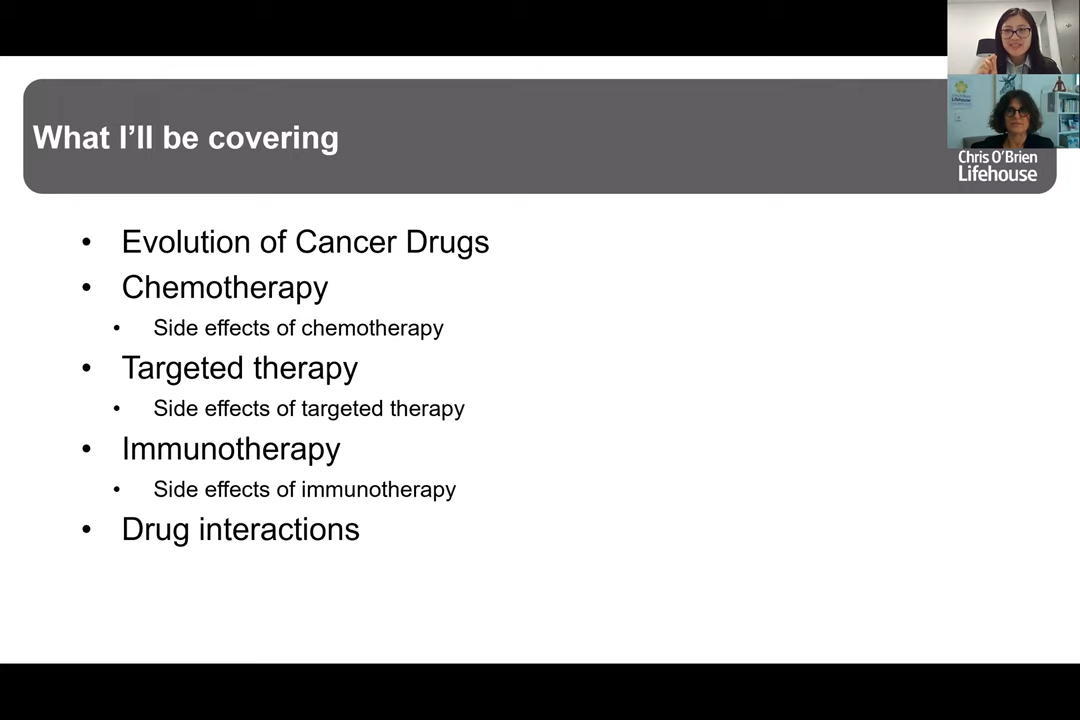 What I'll be covering
Chris O'Brien
Lifehouse
• Evolution of Cancer Drugs
• Chemotherapy
• Side effects of chemotherapy
• Targeted therapy
• Side effects of targeted therapy
• Immunotherapy
• Side effects of immunotherapy
• Drug interactions